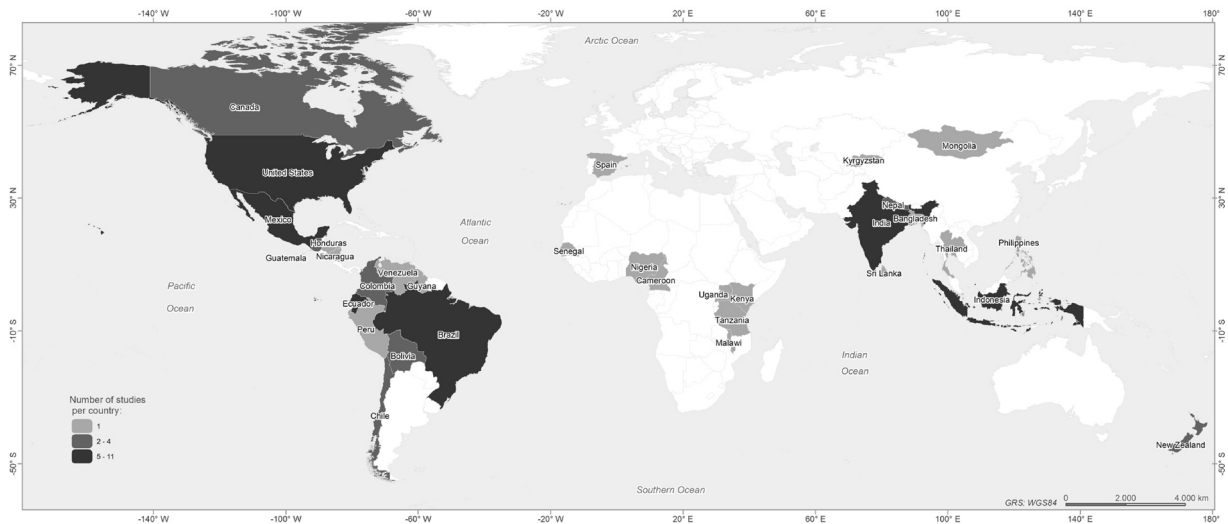 -140° -100° -60° -20° 20° E 60° E 100° E 140° E 180°
Arctic Ocean
70° N
70° N
Canada
Mongolia
Kyrgyzstan
Spain
United States
30° N
30° N
Nepal
Mexico
India
Bangladesh
Atlantic
Ocean
Honduras
Senegal
Thailand
Philippines
Guatemala
Nicaragua
Venezuela
Nigeria
Sri Lanka
Cameroon
Pacific
Ocean
Colombia
Guyana
Uganda
Kenya
Indonesia
Ecuador
Tanzania
-10° S
-10° S
Peru
Brazil
Malawi
Bolivia
Indian
Ocean
Number of studies
per country:
1
2 - 4
5 - 11
Chile
New Zealand
-50° S
-50° S
Southern Ocean
GRS: WGS84
0 2.000 4.000 km
-140° -100° -60° -20° 20° E 60° E 100° E 140° E 180°